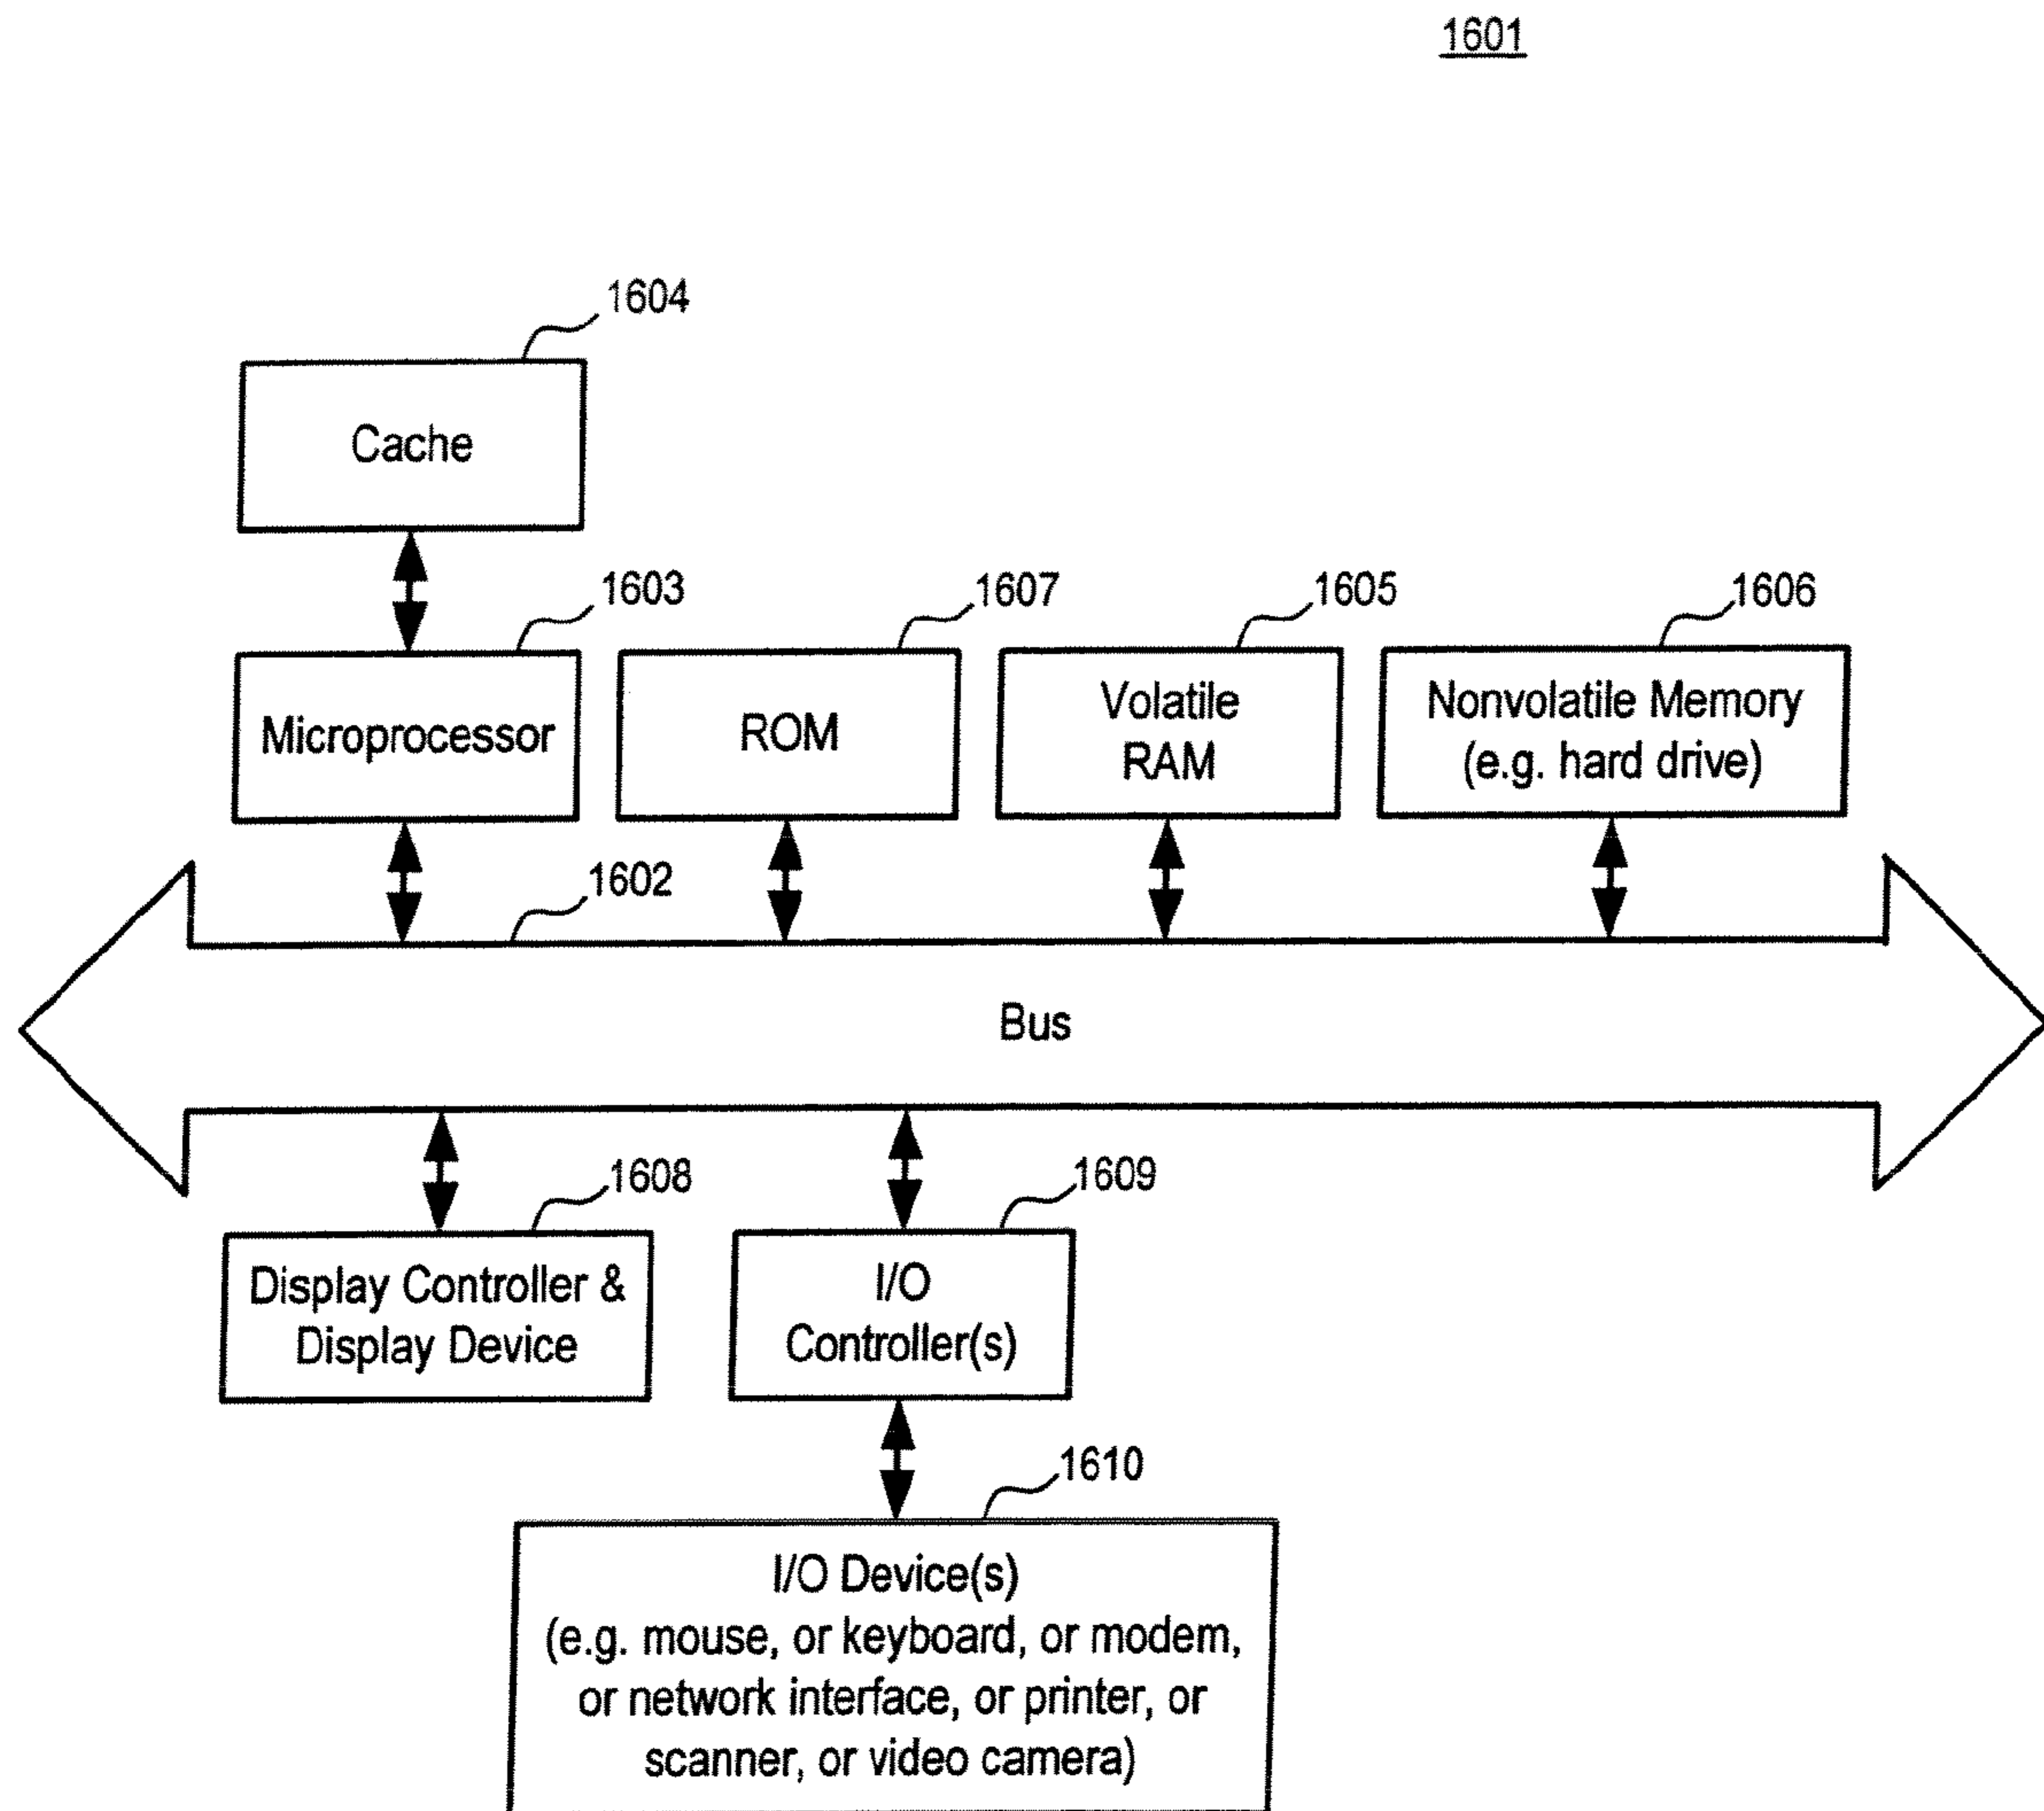 1601
1604
Cache
1603
1607
1605
1606
Microprocessor
ROM
Volatile
RAM
Nonvolatile Memory
(e.g. hard drive)
1602
Bus
1608
1609
Display Controller &
Display Device
I/O
Controller(s)
1610
I/O Device(s)
(e.g. mouse, or keyboard, or modem,
or network interface, or printer, or
scanner, or video camera)